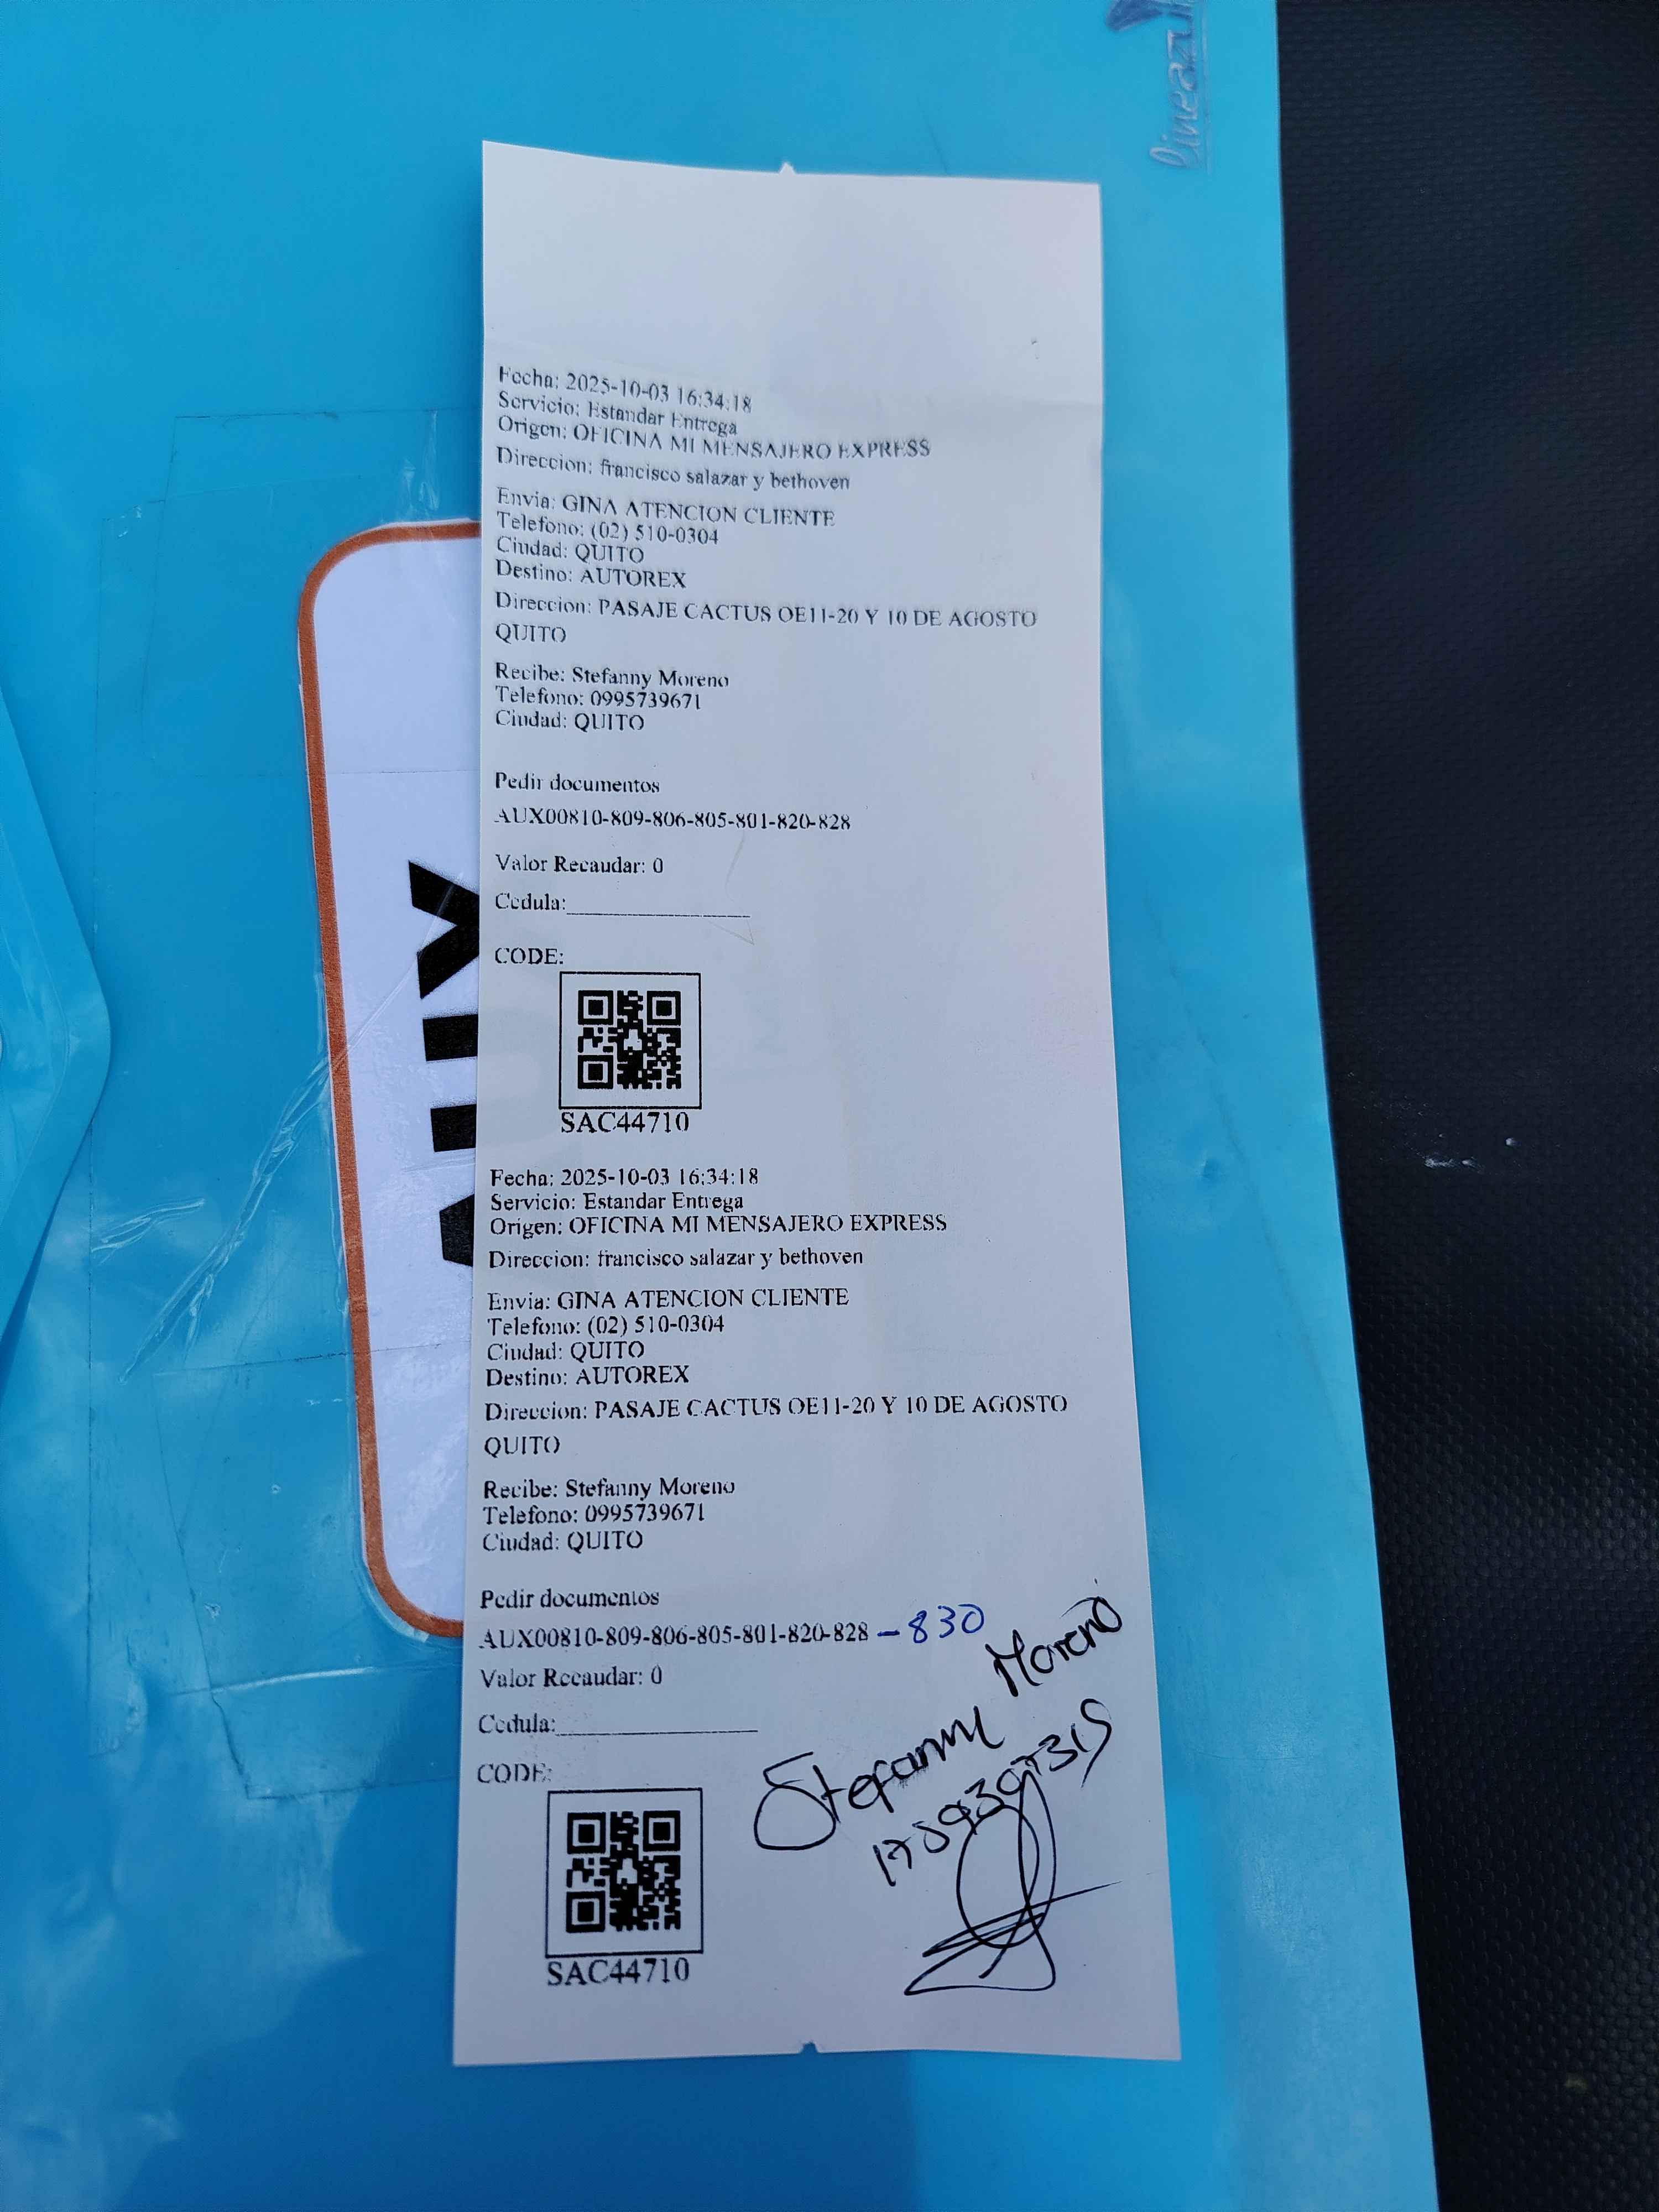 lineazul
Fecha: 2025-10-03 16:34:18
Servicio: Estandar Entrega
Origen: OFICINA MI MENSAJERO EXPRESS
Direccion: francisco salazar y bethoven
Envia: GINA ATENCION CLIENTE
Telefono: (02) 510-0304
Ciudad: QUITO
Destino: AUTOREX
Direccion: PASAJE CACTUS OE11-20 Y 10 DE AGOSTO
QUITO
Recibe: Stefanny Moreno
Telefono: 0995739671
Ciudad: QUITO
Pedir documentos
AUX00810-809-806-805-801-820-828
Valor Recaudar: 0
Cedula:
CODE:
SAC44710
AUX
Fecha: 2025-10-03 16:34:18
Servicio: Estandar Entrega
Origen: OFICINA MI MENSAJERO EXPRESS
Direccion: francisco salazar y bethoven
Envia: GINA ATENCION CLIENTE
Telefono: (02) 510-0304
Ciudad: QUITO
Destino: AUTOREX
Direccion: PASAJE CACTUS OE11-20 Y 10 DE AGOSTO
QUITO
Recibe: Stefanny Moreno
Telefono: 0995739671
Ciudad: QUITO
Pedir documentos
AUX00810-809-806-805-801-820-828 - 830
Valor Recaudar: 0
Cedula:
Stefanny Moreno
CODE:
SAC44710